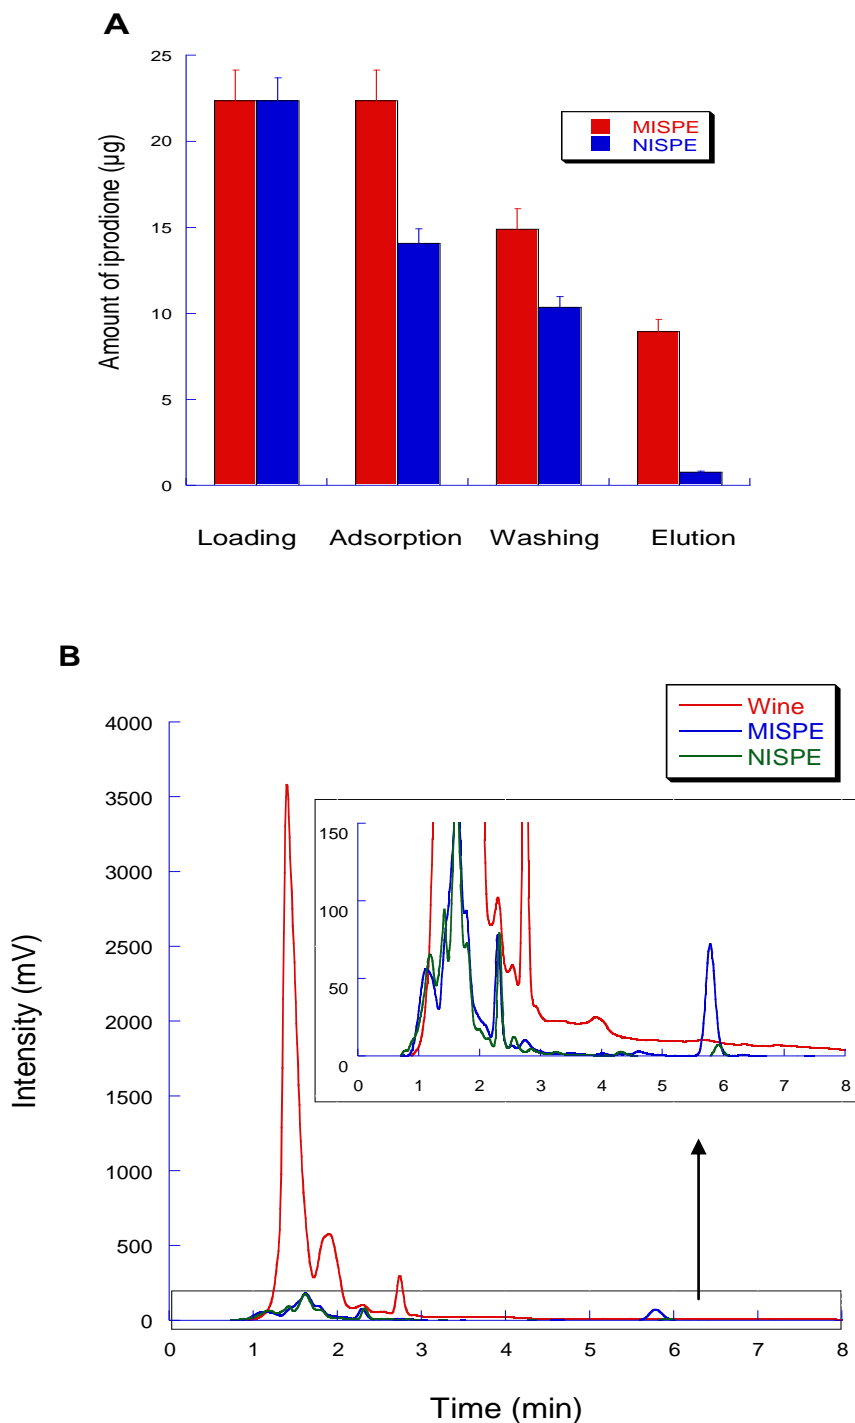 A
25
20
15
10
5
0
Amount of iprodione (µg)
MISPE
NISPE
Loading Adsorption Washing Elution
B
Wine
MISPE
NISPE
4000
3500
3000
2500
2000
1500
1000
500
0
Intensity (mV)
150
100
50
0
0 1 2 3 4 5 6 7 8
0 1 2 3 4 5 6 7 8
Time (min)